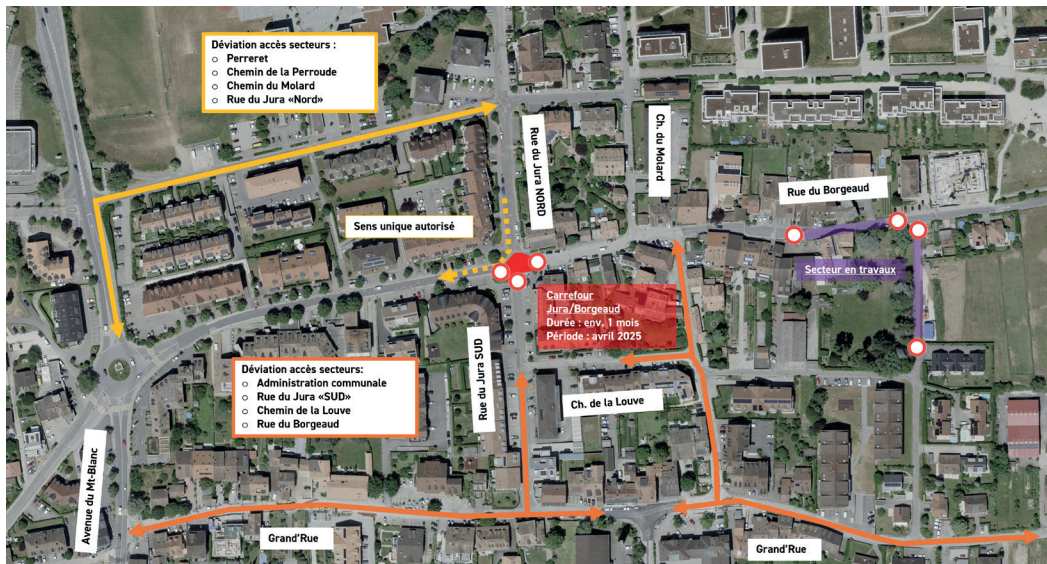 Déviation accès secteurs :
o Perreret
o Chemin de la Perroude
o Chemin du Molard
o Rue du Jura «Nord»
Rue du Jura NORD
Ch. du Molard
Rue du Borgeaud
Sens unique autorisé
Secteur en travaux
Carrefour
Jura/Borgeaud
Durée : env. 1 mois
Période : avril 2025
Déviation accès secteurs:
o Administration communale
o Rue du Jura «SUD»
o Chemin de la Louve
o Rue du Borgeaud
Rue du Jura SUD
Ch. de la Louve
Avenue du Mt-Blanc
Grand'Rue
Grand'Rue